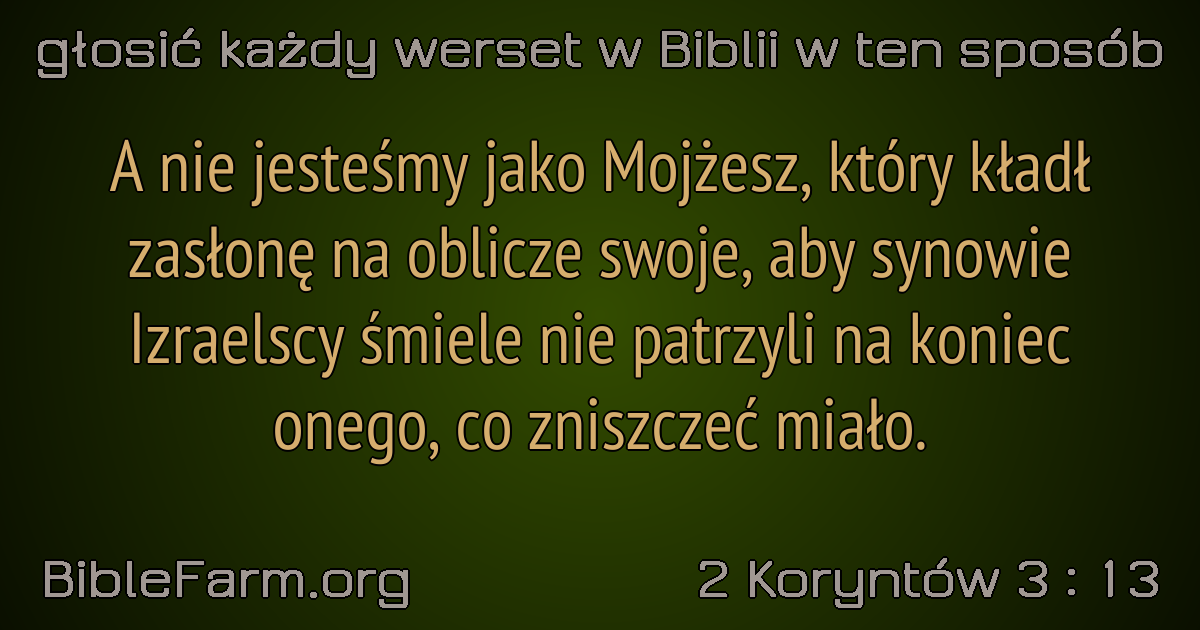 głosić każdy werset w Biblii w ten sposób
A nie jesteśmy jako Mojżesz, który kładł
zasłonę na oblicze swoje, aby synowie
Izraelscy śmiele nie patrzyli na koniec
onego, co zniszczeć miało.
BibleFarm.org
2 Koryntów 3 : 13